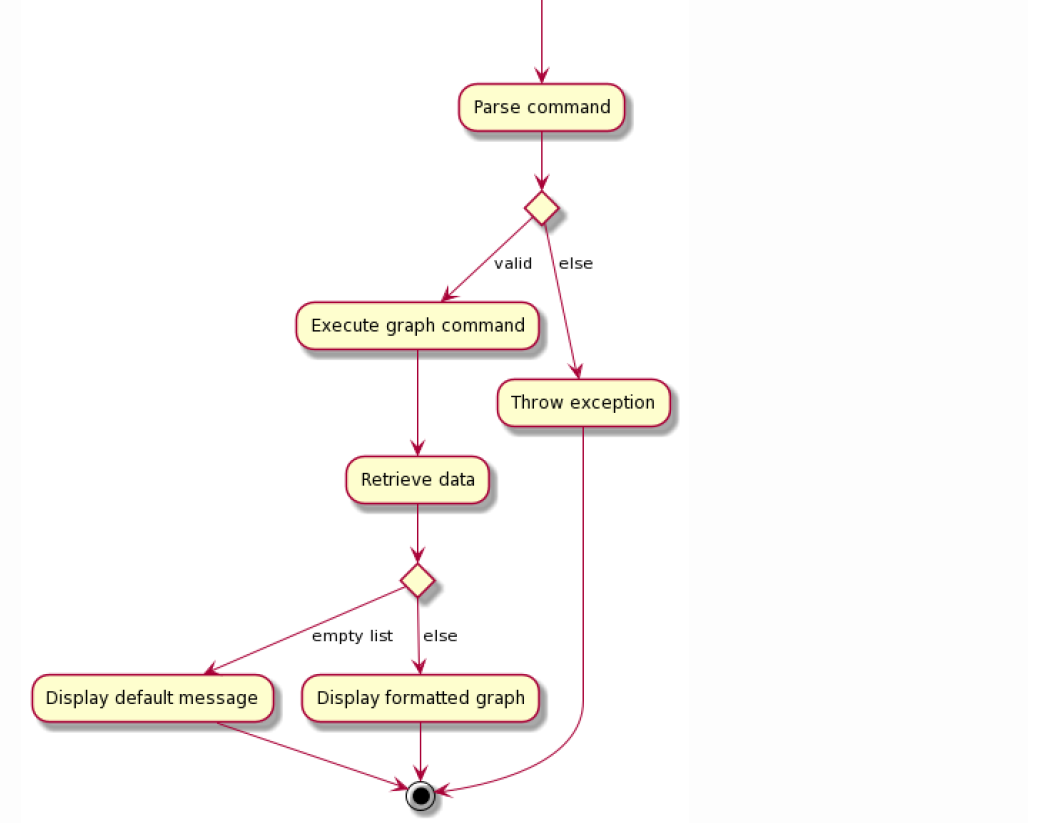 Parse command
valid
else
Execute graph command
Throw exception
Retrieve data
empty list
else
Display default message
Display formatted graph